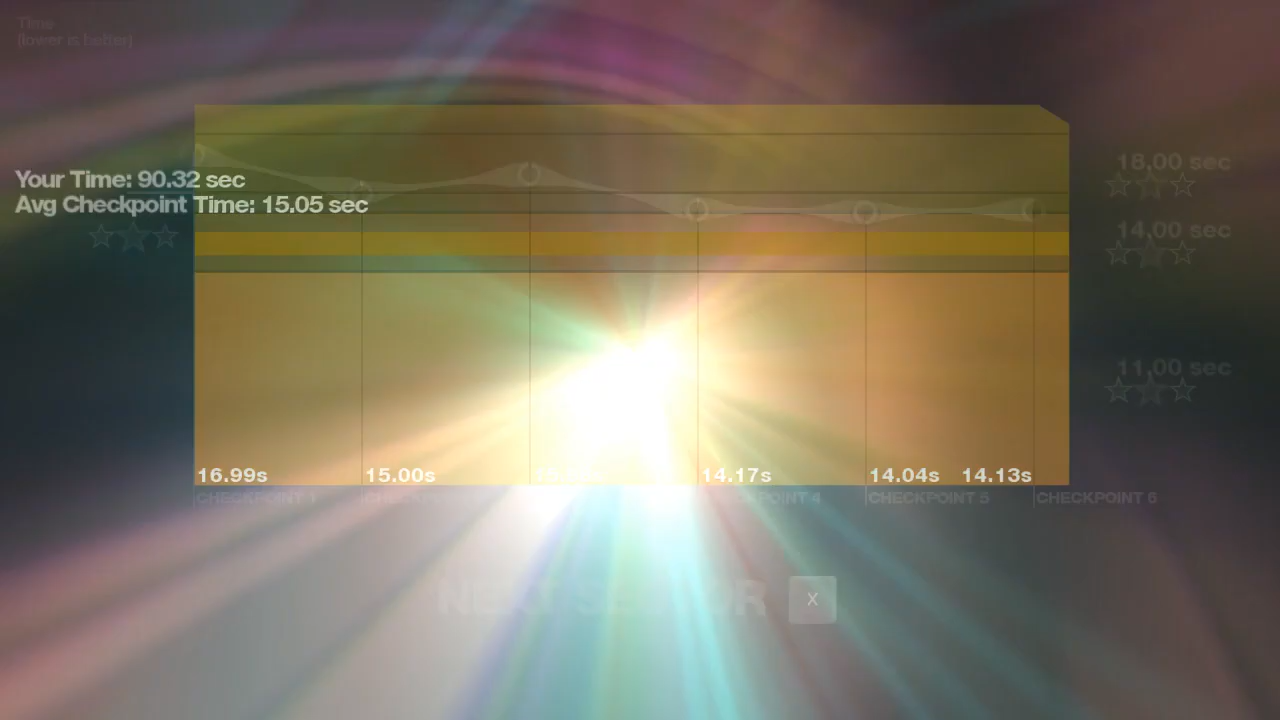 Time
(lower is better)
18.00 sec
Your Time: 90.32 sec
Avg Checkpoint Time: 15.05 sec
14.00 sec
11.00 sec
16.99s
15.00s
14.17s
14.04s
14.13s
CHECKPOINT 1
CHECKPOINT 5
CHECKPOINT 6
X